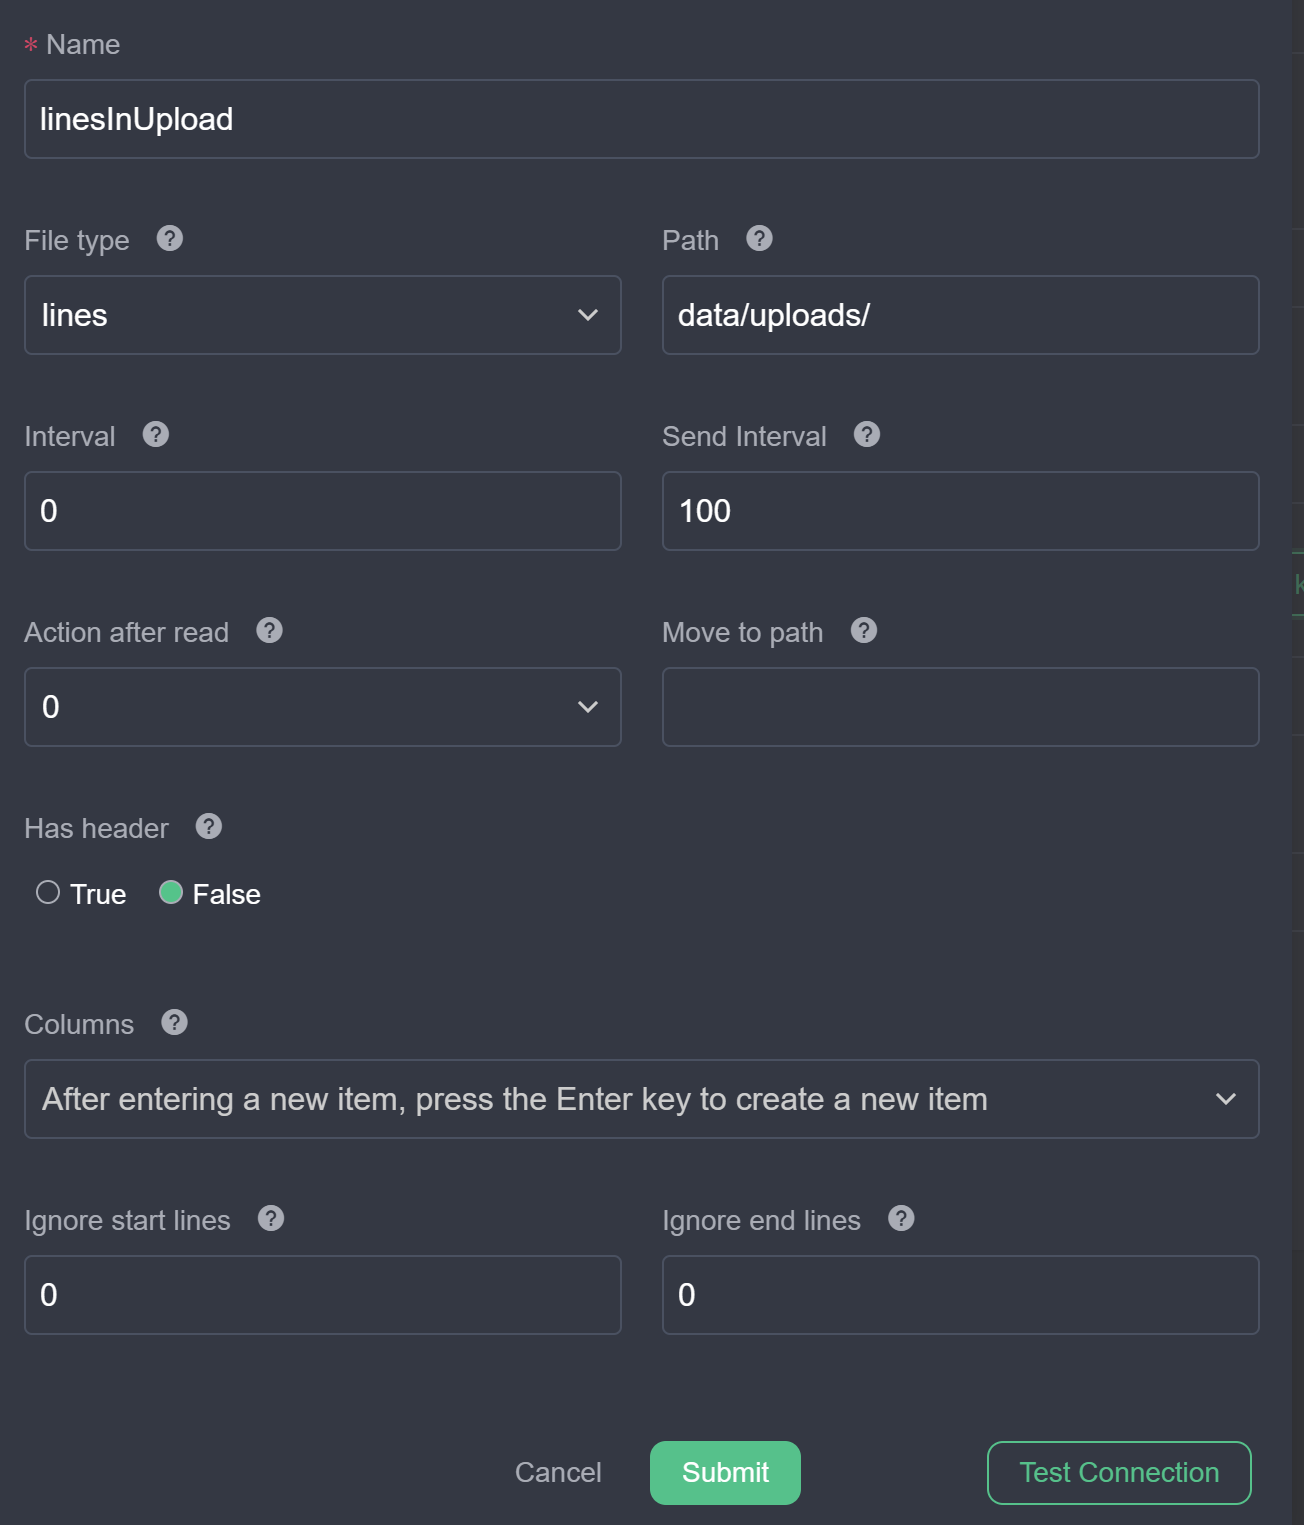 * Name
linesInUpload
File type ? Path ?
lines data/uploads/
Interval ? Send Interval ?
0 100
Action after read ? Move to path ?
0
Has header ?
True False
Columns ?
After entering a new item, press the Enter key to create a new item
Ignore start lines ? Ignore end lines ?
0 0
Cancel Submit Test Connection